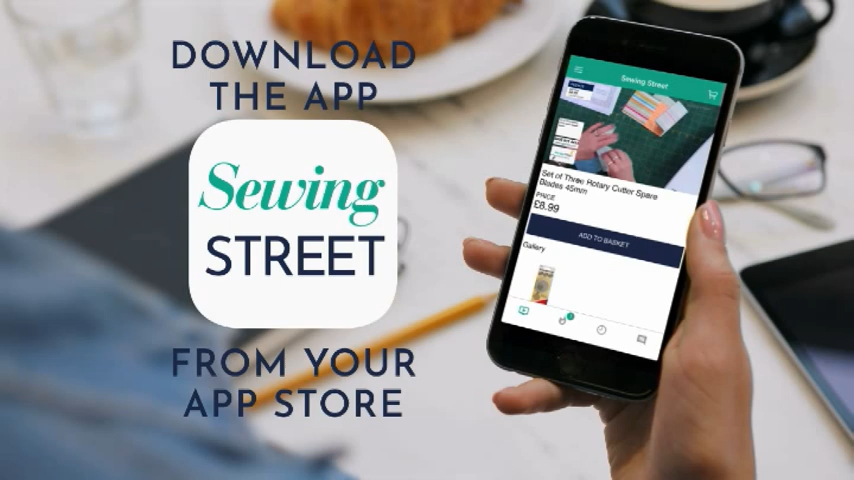 DOWNLOAD
THE APP
Sewing
STREET
FROM YOUR
APP STORE
Sewing Street
Set of Three Rotary Cutter Spare
Blades 45mm
PRICE
£8.99
ADD TO BASKET
Gallery